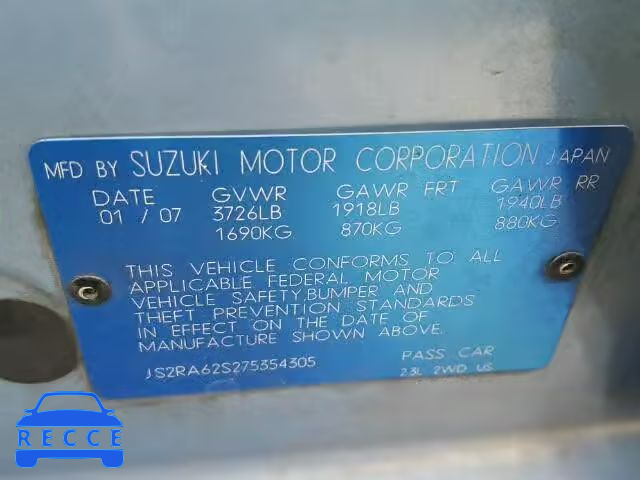 MFD BY SUZUKI MOTOR CORPORATION JAPAN
DATE GVWR GAWR FRT GAWR RR
01 / 07 3726LB 1918LB 1940LB
1690KG 870KG 880KG
THIS VEHICLE CONFORMS TO ALL
APPLICABLE FEDERAL MOTOR
VEHICLE SAFETY,BUMPER AND
THEFT PREVENTION STANDARDS
IN EFFECT ON THE DATE OF
MANUFACTURE SHOWN ABOVE.
JS2RA62S275354305 PASS CAR
2.3L 2WD US
RECCE